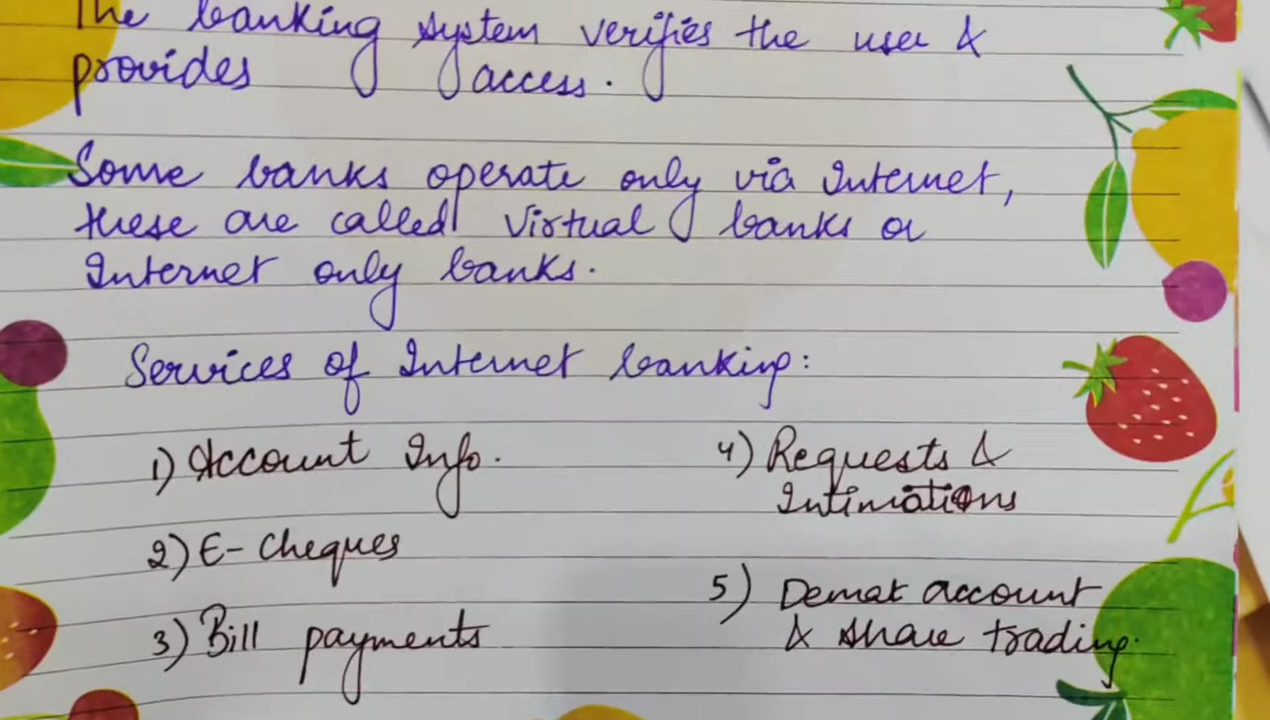 The banking system verifies the user &
provides access.
Some banks operate only via Internet,
these are called Virtual banks or
Internet only banks.
Services of Internet banking:
1) Account Info.
2) E-Cheques
3) Bill payments
4) Requests &
Intimations
5) Demat account
& share trading.